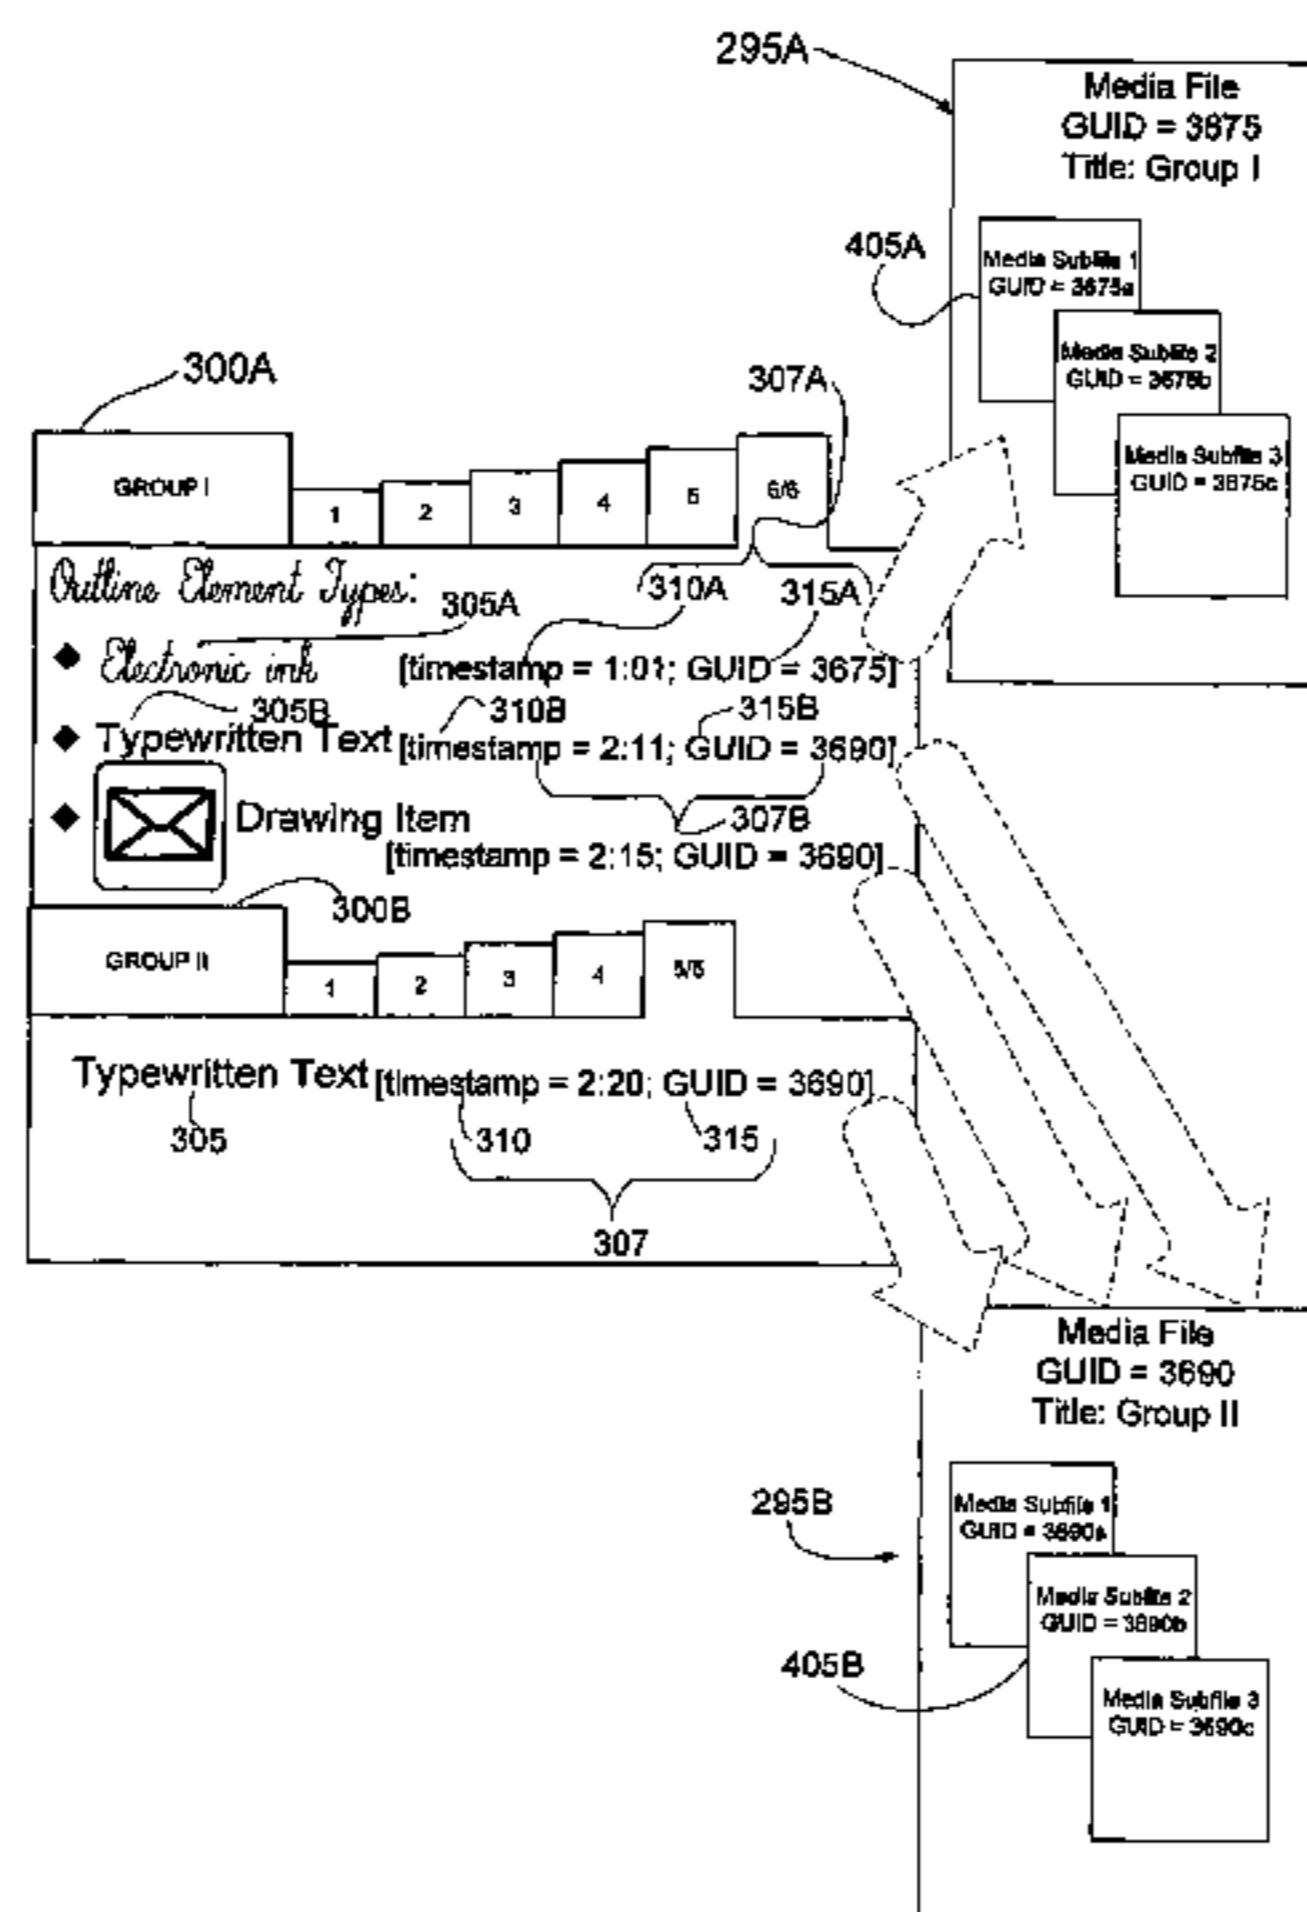 295A
Media File
GUID = 3675
Title: Group I
405A
Media Subfile 1
GUID = 3675a
Media Subfile 2
GUID = 3675b
Media Subfile 3
GUID = 3675c
300A
307A
GROUP I
1
2
3
4
5
6/6
Outline Element Types:
305A
310A
315A
◆ Electronic ink [timestamp = 1:01; GUID = 3675]
305B
310B
315B
◆ Typewritten Text [timestamp = 2:11; GUID = 3690]
307B
◆ Drawing Item
[timestamp = 2:15; GUID = 3690]
300B
GROUP II
1
2
3
4
5/5
Typewritten Text [timestamp = 2:20; GUID = 3690]
305
310
315
307
Media File
GUID = 3690
Title: Group II
295B
Media Subfile 1
GUID = 3690a
Media Subfile 2
GUID = 3690b
405B
Media Subfile 3
GUID = 3690c